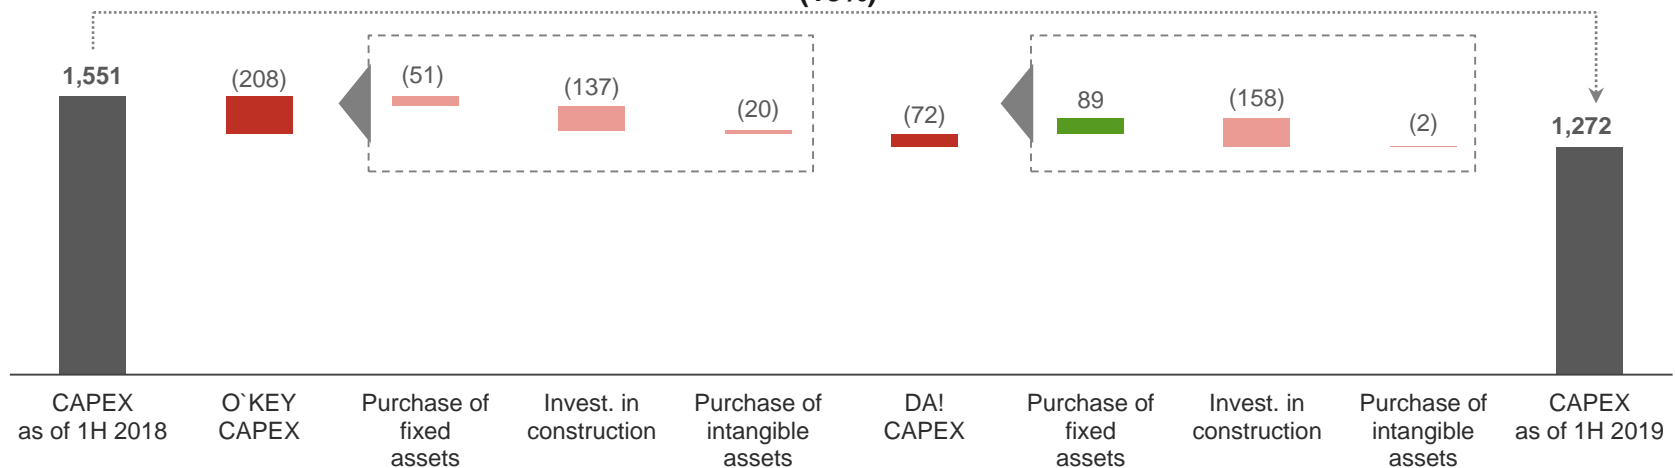 1,551
(208)
(51)
(137)
(20)
(72)
89
(158)
(2)
1,272
CAPEX
as of 1H 2018
O`KEY
CAPEX
Purchase of
fixed
assets
Invest. in
construction
Purchase of
intangible
assets
DA!
CAPEX
Purchase of
fixed
assets
Invest. in
construction
Purchase of
intangible
assets
CAPEX
as of 1H 2019